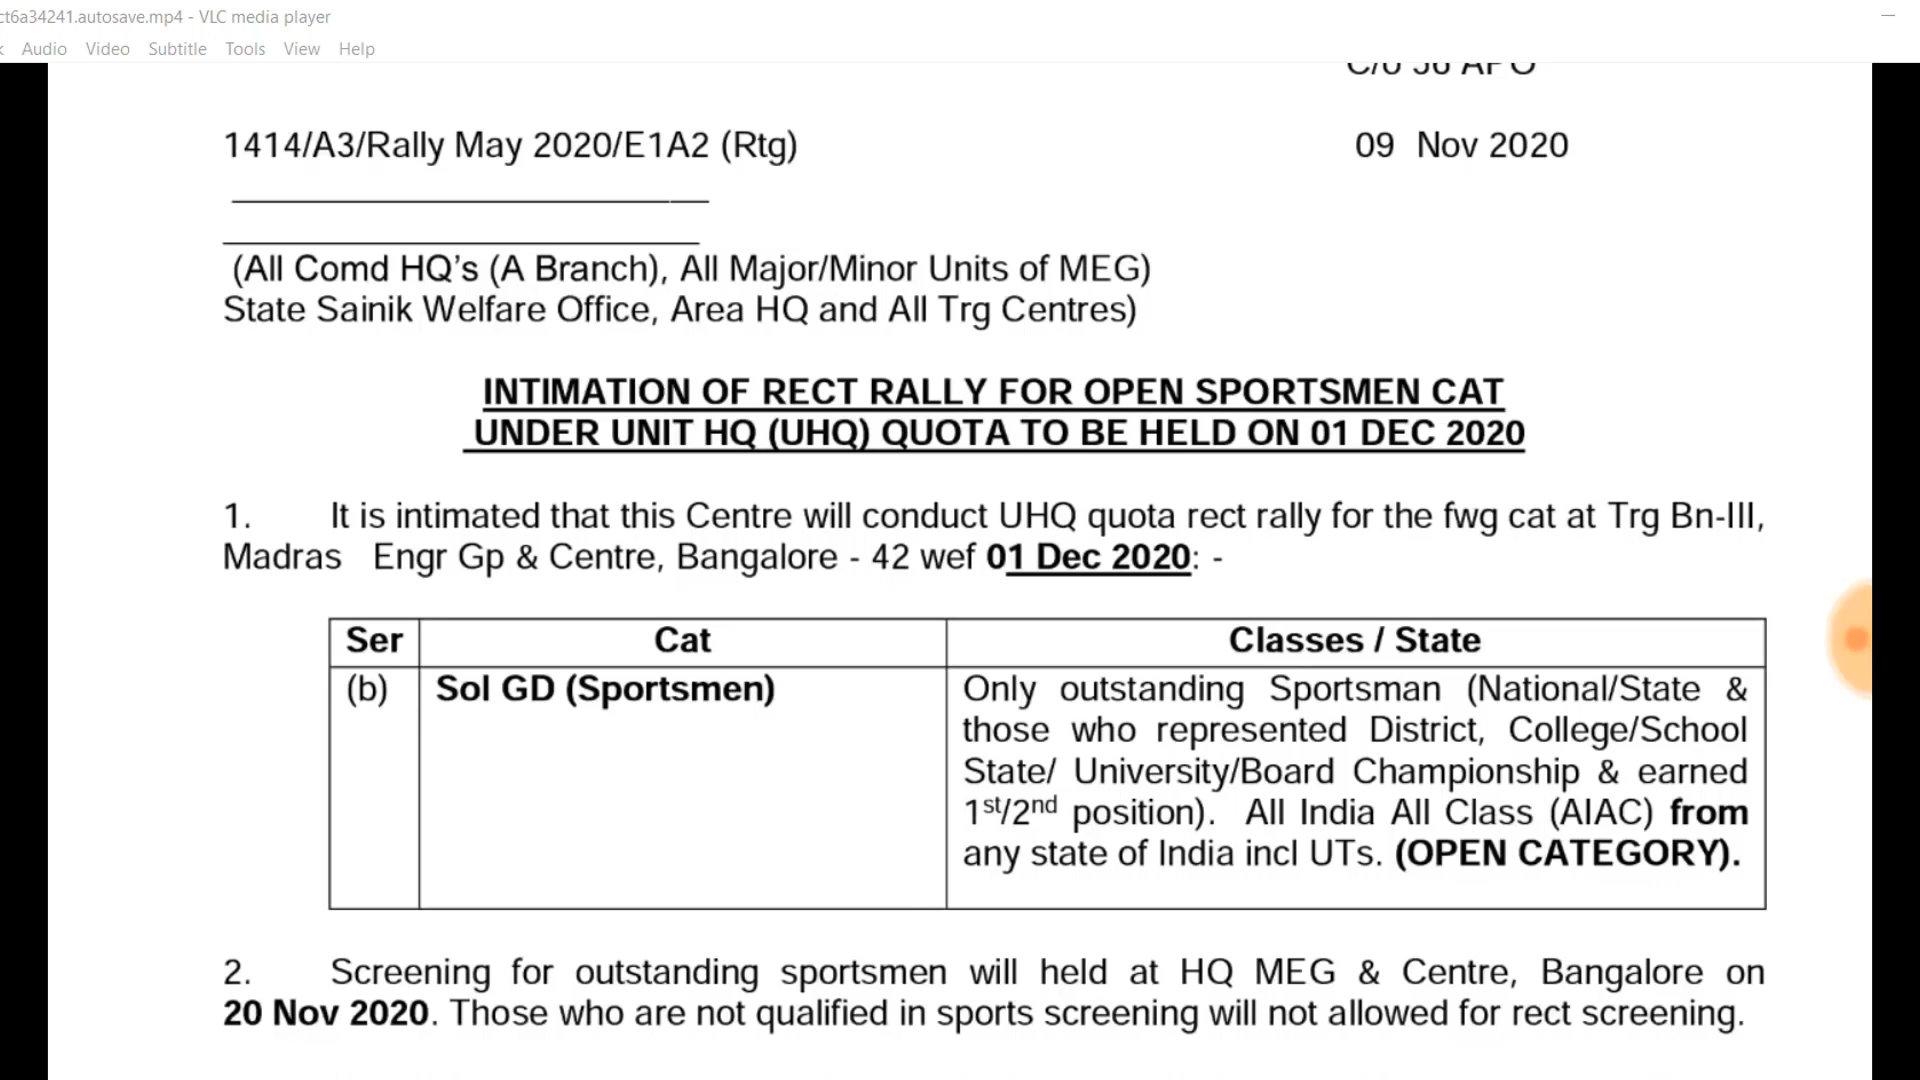 ct6a34241.autosave.mp4 - VLC media player
Audio Video Subtitle Tools View Help
C/o 56 APO
1414/A3/Rally May 2020/E1A2 (Rtg) 09 Nov 2020
(All Comd HQ's (A Branch), All Major/Minor Units of MEG)
State Sainik Welfare Office, Area HQ and All Trg Centres)
INTIMATION OF RECT RALLY FOR OPEN SPORTSMEN CAT
UNDER UNIT HQ (UHQ) QUOTA TO BE HELD ON 01 DEC 2020
1. It is intimated that this Centre will conduct UHQ quota rect rally for the fwg cat at Trg Bn-III,
Madras Engr Gp & Centre, Bangalore - 42 wef 01 Dec 2020: -
Ser Cat Classes / State
(b) Sol GD (Sportsmen) Only outstanding Sportsman (National/State &
those who represented District, College/School
State/ University/Board Championship & earned
1st/2nd position). All India All Class (AIAC) from
any state of India incl UTs. (OPEN CATEGORY).
2. Screening for outstanding sportsmen will held at HQ MEG & Centre, Bangalore on
20 Nov 2020. Those who are not qualified in sports screening will not allowed for rect screening.